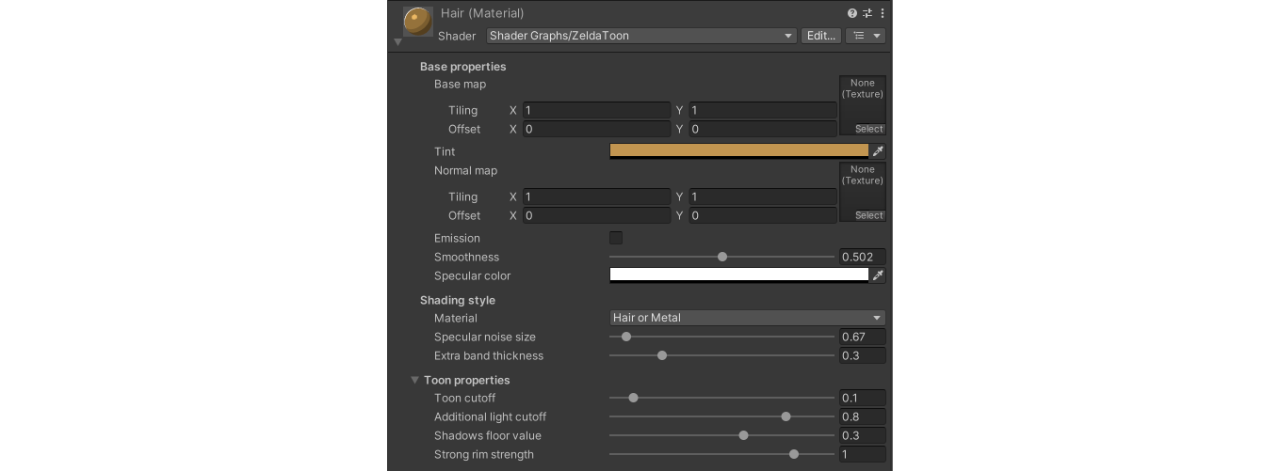 Hair (Material)
Shader Shader Graphs/ZeldaToon Edit...
Base properties
Base map None
(Texture)
Tiling X 1 Y 1
Offset X 0 Y 0 Select
Tint
Normal map None
(Texture)
Tiling X 1 Y 1
Offset X 0 Y 0 Select
Emission
Smoothness 0.502
Specular color
Shading style
Material Hair or Metal
Specular noise size 0.67
Extra band thickness 0.3
Toon properties
Toon cutoff 0.1
Additional light cutoff 0.8
Shadows floor value 0.3
Strong rim strength 1